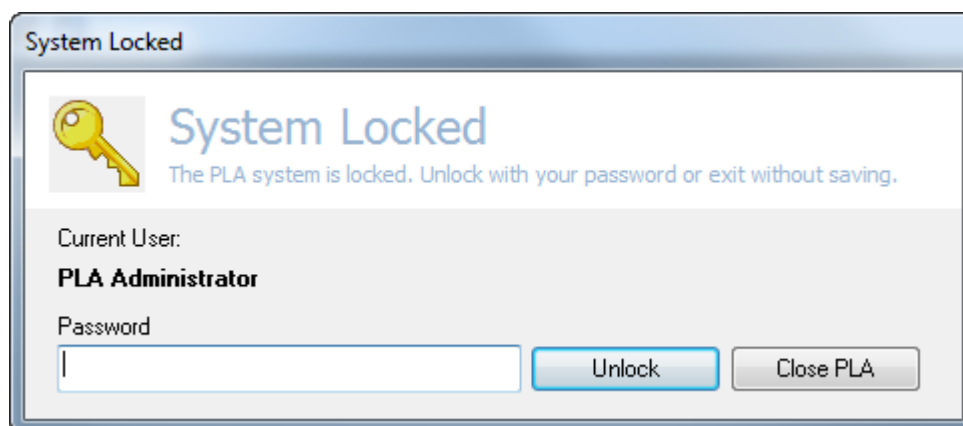 System Locked
System Locked
The PLA system is locked. Unlock with your password or exit without saving.
Current User:
PLA Administrator
Password
Unlock Close PLA